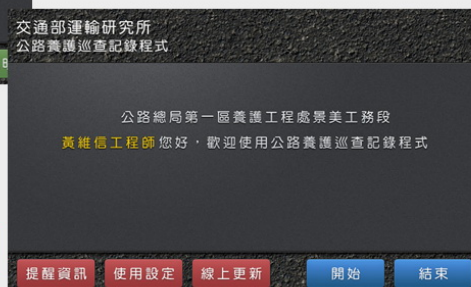 交通部運輸研究所
公路養護巡查記錄程式
公路總局第一區養護工程處景美工務段
黃維信工程師您好，歡迎使用公路養護巡查記錄程式
提醒資訊 使用設定 線上更新 開始 結束